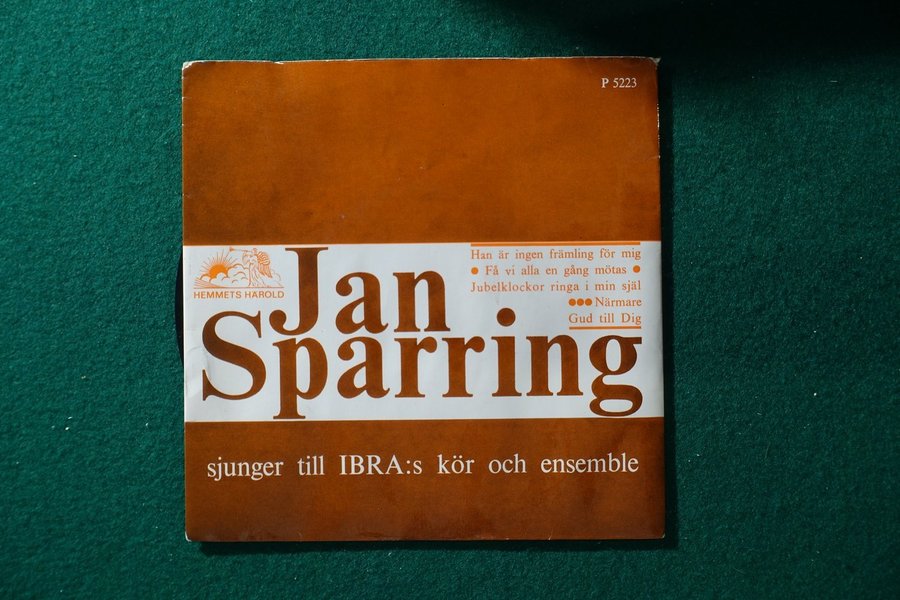 P 5223
HEMMETS HAROLD
Jan
Sparring
Han är ingen främling för mig
● Få vi alla en gång mötas ●
Jubelklockor ringa i min själ
●●● Närmare
Gud till Dig
sjunger till IBRA:s kör och ensemble